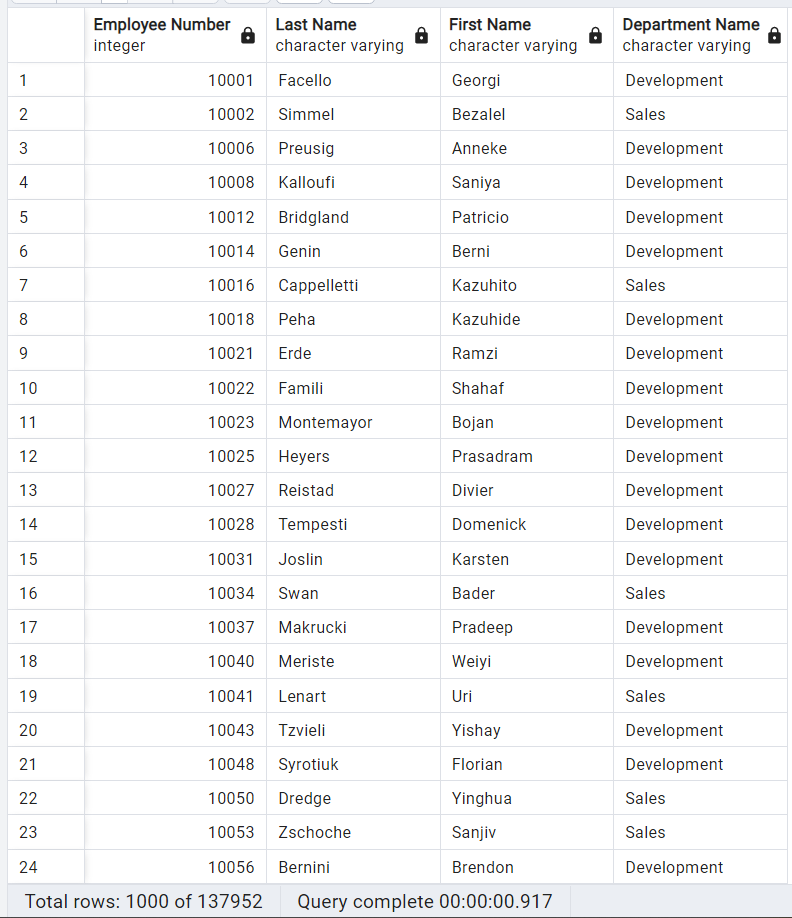 Employee Number Last Name First Name Department Name
integer character varying character varying character varying
1 10001 Facello Georgi Development
2 10002 Simmel Bezalel Sales
3 10006 Preusig Anneke Development
4 10008 Kalloufi Saniya Development
5 10012 Bridgland Patricio Development
6 10014 Genin Berni Development
7 10016 Cappelletti Kazuhito Sales
8 10018 Peha Kazuhide Development
9 10021 Erde Ramzi Development
10 10022 Famili Shahaf Development
11 10023 Montemayor Bojan Development
12 10025 Heyers Prasadram Development
13 10027 Reistad Divier Development
14 10028 Tempesti Domenick Development
15 10031 Joslin Karsten Development
16 10034 Swan Bader Sales
17 10037 Makrucki Pradeep Development
18 10040 Meriste Weiyi Development
19 10041 Lenart Uri Sales
20 10043 Tzvieli Yishay Development
21 10048 Syrotiuk Florian Development
22 10050 Dredge Yinghua Sales
23 10053 Zschoche Sanjiv Sales
24 10056 Bernini Brendon Development
Total rows: 1000 of 137952 Query complete 00:00:00.917